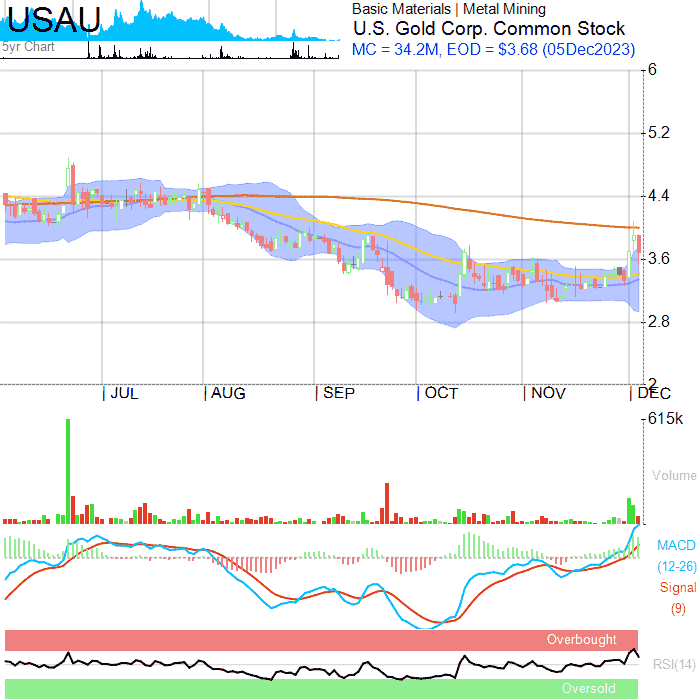 USAU
5yr Chart
Basic Materials | Metal Mining
U.S. Gold Corp. Common Stock
MC = 34.2M, EOD = $3.68 (05Dec2023)
6
5.2
4.4
3.6
2.8
2
JUL AUG SEP OCT NOV DEC
615k
Volume
MACD
(12-26)
Signal
(9)
Overbought
RSI(14)
Oversold